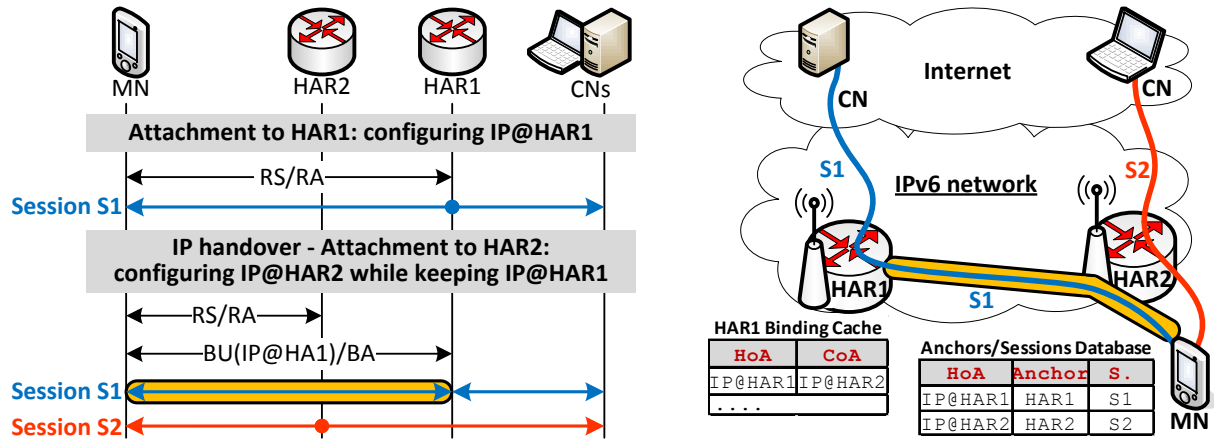 MN
HAR2
HAR1
CNs
Attachment to HAR1: configuring IP@HAR1
RS/RA
Session S1
IP handover - Attachment to HAR2:
configuring IP@HAR2 while keeping IP@HAR1
RS/RA
BU(IP@HA1)/BA
Session S1
Session S2
Internet
CN
CN
S1
S2
IPv6 network
HAR1
HAR2
S1
HAR1 Binding Cache
HoA CoA
IP@HAR1 IP@HAR2
....
Anchors/Sessions Database
HoA Anchor S.
IP@HAR1 HAR1 S1
IP@HAR2 HAR2 S2
MN